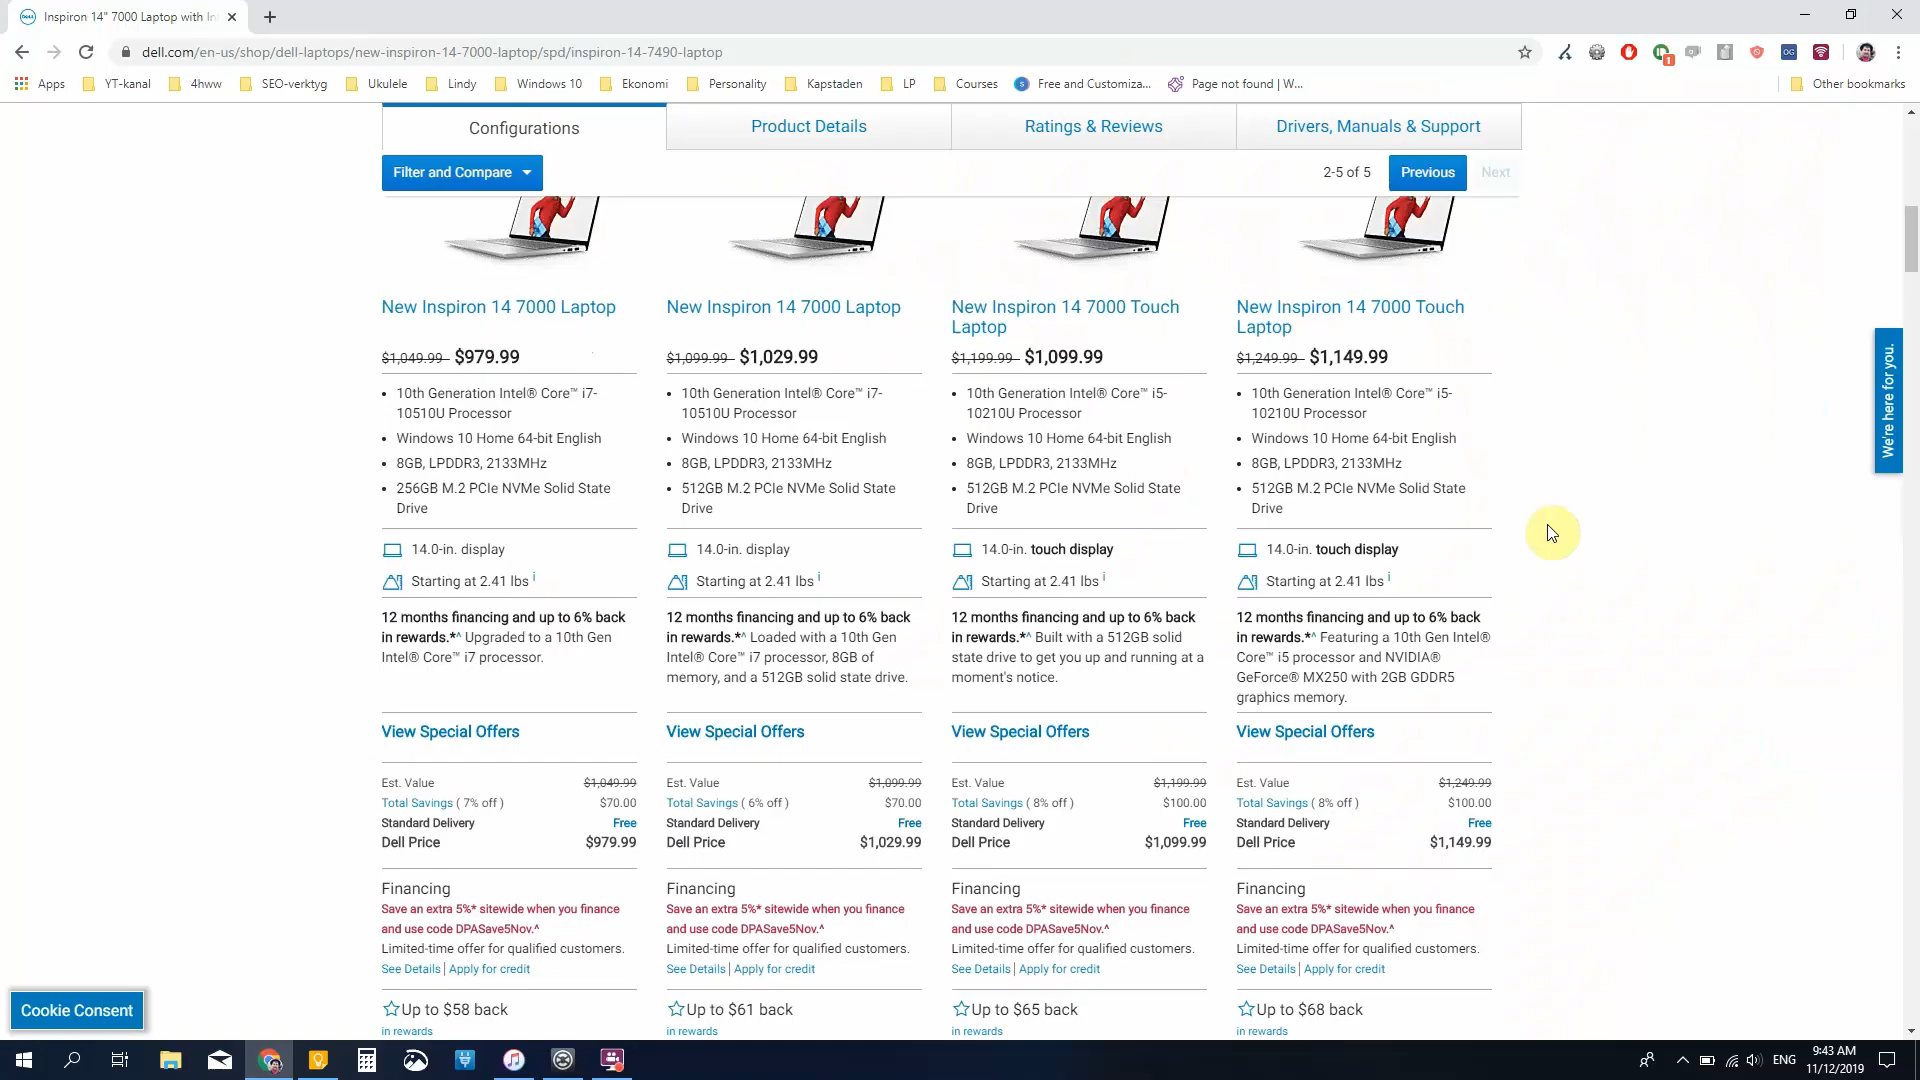 Inspiron 14" 7000 Laptop with In
dell.com/en-us/shop/dell-laptops/new-inspiron-14-7000-laptop/spd/inspiron-14-7490-laptop
Apps YT-kanal 4hww SEO-verktyg Ukulele Lindy Windows 10 Ekonomi Personality Kapstaden LP Courses Free and Customiza... Page not found | W... Other bookmarks
Configurations Product Details Ratings & Reviews Drivers, Manuals & Support
Filter and Compare 2-5 of 5 Previous Next
We're here for you.
New Inspiron 14 7000 Laptop
$1,049.99 $979.99
• 10th Generation Intel® Core™ i7-
10510U Processor
• Windows 10 Home 64-bit English
• 8GB, LPDDR3, 2133MHz
• 256GB M.2 PCIe NVMe Solid State
Drive
14.0-in. display
Starting at 2.41 lbs i
12 months financing and up to 6% back
in rewards.*^ Upgraded to a 10th Gen
Intel® Core™ i7 processor.
View Special Offers
Est. Value $1,049.99
Total Savings ( 7% off ) $70.00
Standard Delivery Free
Dell Price $979.99
Financing
Save an extra 5%* sitewide when you finance
and use code DPASave5Nov.^
Limited-time offer for qualified customers.
See Details | Apply for credit
Up to $58 back
in rewards
New Inspiron 14 7000 Laptop
$1,099.99 $1,029.99
• 10th Generation Intel® Core™ i7-
10510U Processor
• Windows 10 Home 64-bit English
• 8GB, LPDDR3, 2133MHz
• 512GB M.2 PCIe NVMe Solid State
Drive
14.0-in. display
Starting at 2.41 lbs i
12 months financing and up to 6% back
in rewards.*^ Loaded with a 10th Gen
Intel® Core™ i7 processor, 8GB of
memory, and a 512GB solid state drive.
View Special Offers
Est. Value $1,099.99
Total Savings ( 6% off ) $70.00
Standard Delivery Free
Dell Price $1,029.99
Financing
Save an extra 5%* sitewide when you finance
and use code DPASave5Nov.^
Limited-time offer for qualified customers.
See Details | Apply for credit
Up to $61 back
in rewards
New Inspiron 14 7000 Touch
Laptop
$1,199.99 $1,099.99
• 10th Generation Intel® Core™ i5-
10210U Processor
• Windows 10 Home 64-bit English
• 8GB, LPDDR3, 2133MHz
• 512GB M.2 PCIe NVMe Solid State
Drive
14.0-in. touch display
Starting at 2.41 lbs i
12 months financing and up to 6% back
in rewards.*^ Built with a 512GB solid
state drive to get you up and running at a
moment's notice.
View Special Offers
Est. Value $1,199.99
Total Savings ( 8% off ) $100.00
Standard Delivery Free
Dell Price $1,099.99
Financing
Save an extra 5%* sitewide when you finance
and use code DPASave5Nov.^
Limited-time offer for qualified customers.
See Details | Apply for credit
Up to $65 back
in rewards
New Inspiron 14 7000 Touch
Laptop
$1,249.99 $1,149.99
• 10th Generation Intel® Core™ i5-
10210U Processor
• Windows 10 Home 64-bit English
• 8GB, LPDDR3, 2133MHz
• 512GB M.2 PCIe NVMe Solid State
Drive
14.0-in. touch display
Starting at 2.41 lbs i
12 months financing and up to 6% back
in rewards.*^ Featuring a 10th Gen Intel®
Core™ i5 processor and NVIDIA®
GeForce® MX250 with 2GB GDDR5
graphics memory.
View Special Offers
Est. Value $1,249.99
Total Savings ( 8% off ) $100.00
Standard Delivery Free
Dell Price $1,149.99
Financing
Save an extra 5%* sitewide when you finance
and use code DPASave5Nov.^
Limited-time offer for qualified customers.
See Details | Apply for credit
Up to $68 back
in rewards
Cookie Consent
ENG
9:43 AM
11/12/2019